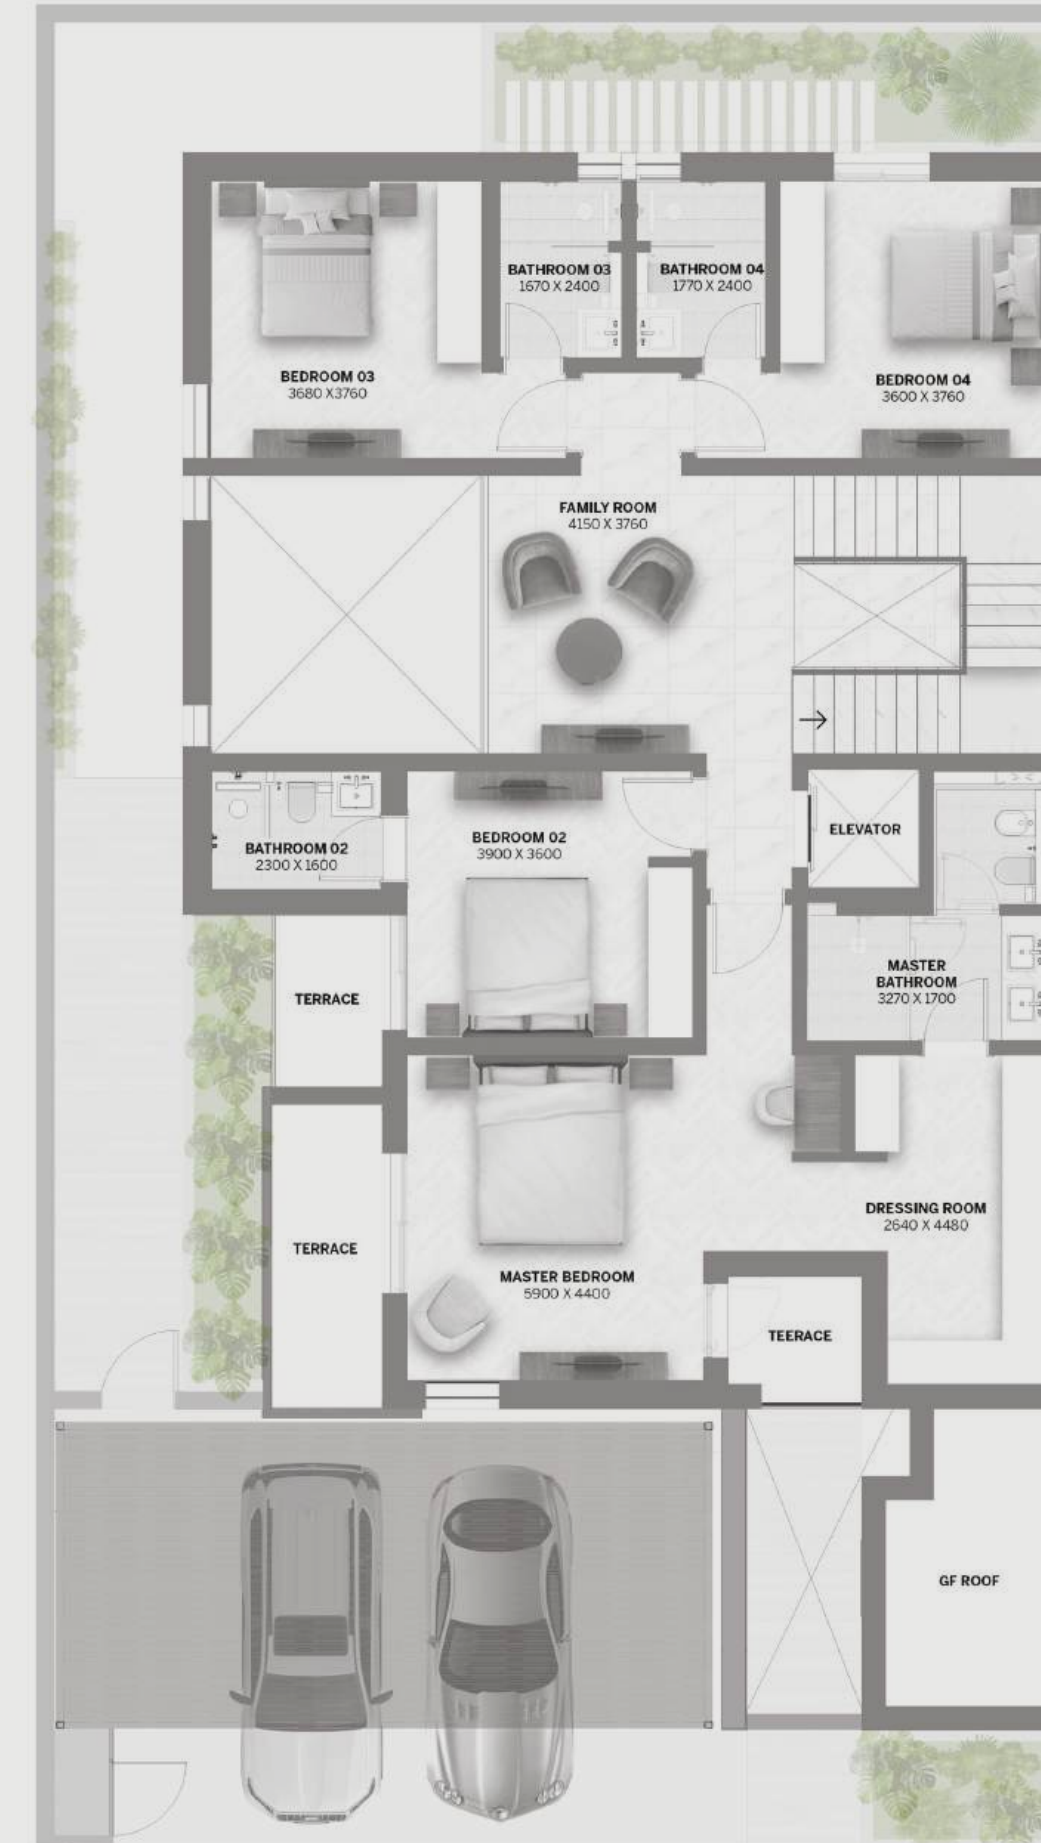 BATHROOM 03
1670 X 2400
BATHROOM 04
1770 X 2400
BEDROOM 03
3680 X3760
BEDROOM 04
3600 X 3760
FAMILY ROOM
4150 X 3760
ELEVATOR
BATHROOM 02
2300 X 1600
BEDROOM 02
3900 X 3600
MASTER
BATHROOM
3270 X 1700
TERRACE
DRESSING ROOM
2640 X 4480
TERRACE
MASTER BEDROOM
5900 X 4400
TEERACE
GF ROOF